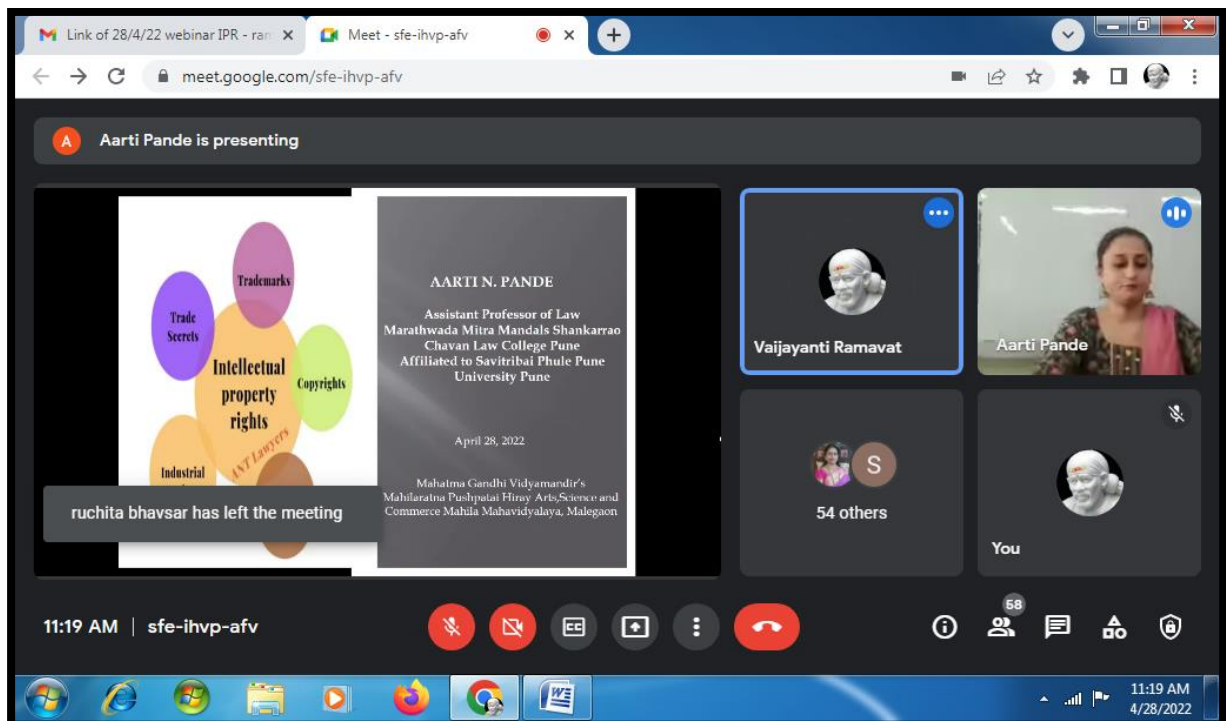 Link of 28/4/22 webinar IPR - ran
Meet - sfe-ihvp-afv
meet.google.com/sfe-ihvp-afv
A
Aarti Pande is presenting
Trademarks
Trade
Secrets
Intellectual
property
rights
Copyrights
ANT Lawyers
Industrial
AARTI N. PANDE
Assistant Professor of Law
Marathwada Mitra Mandals Shankarrao
Chavan Law College Pune
Affiliated to Savitribai Phule Pune
University Pune
April 28, 2022
Mahatma Gandhi Vidyamandir's
Mahilaratna Pushpatai Hiray Arts,Science and
Commerce Mahila Mahavidyalaya, Malegaon
ruchita bhavsar has left the meeting
Vaijayanti Ramavat
Aarti Pande
S
54 others
You
11:19 AM | sfe-ihvp-afv
CC
58
W
11:19 AM
4/28/2022